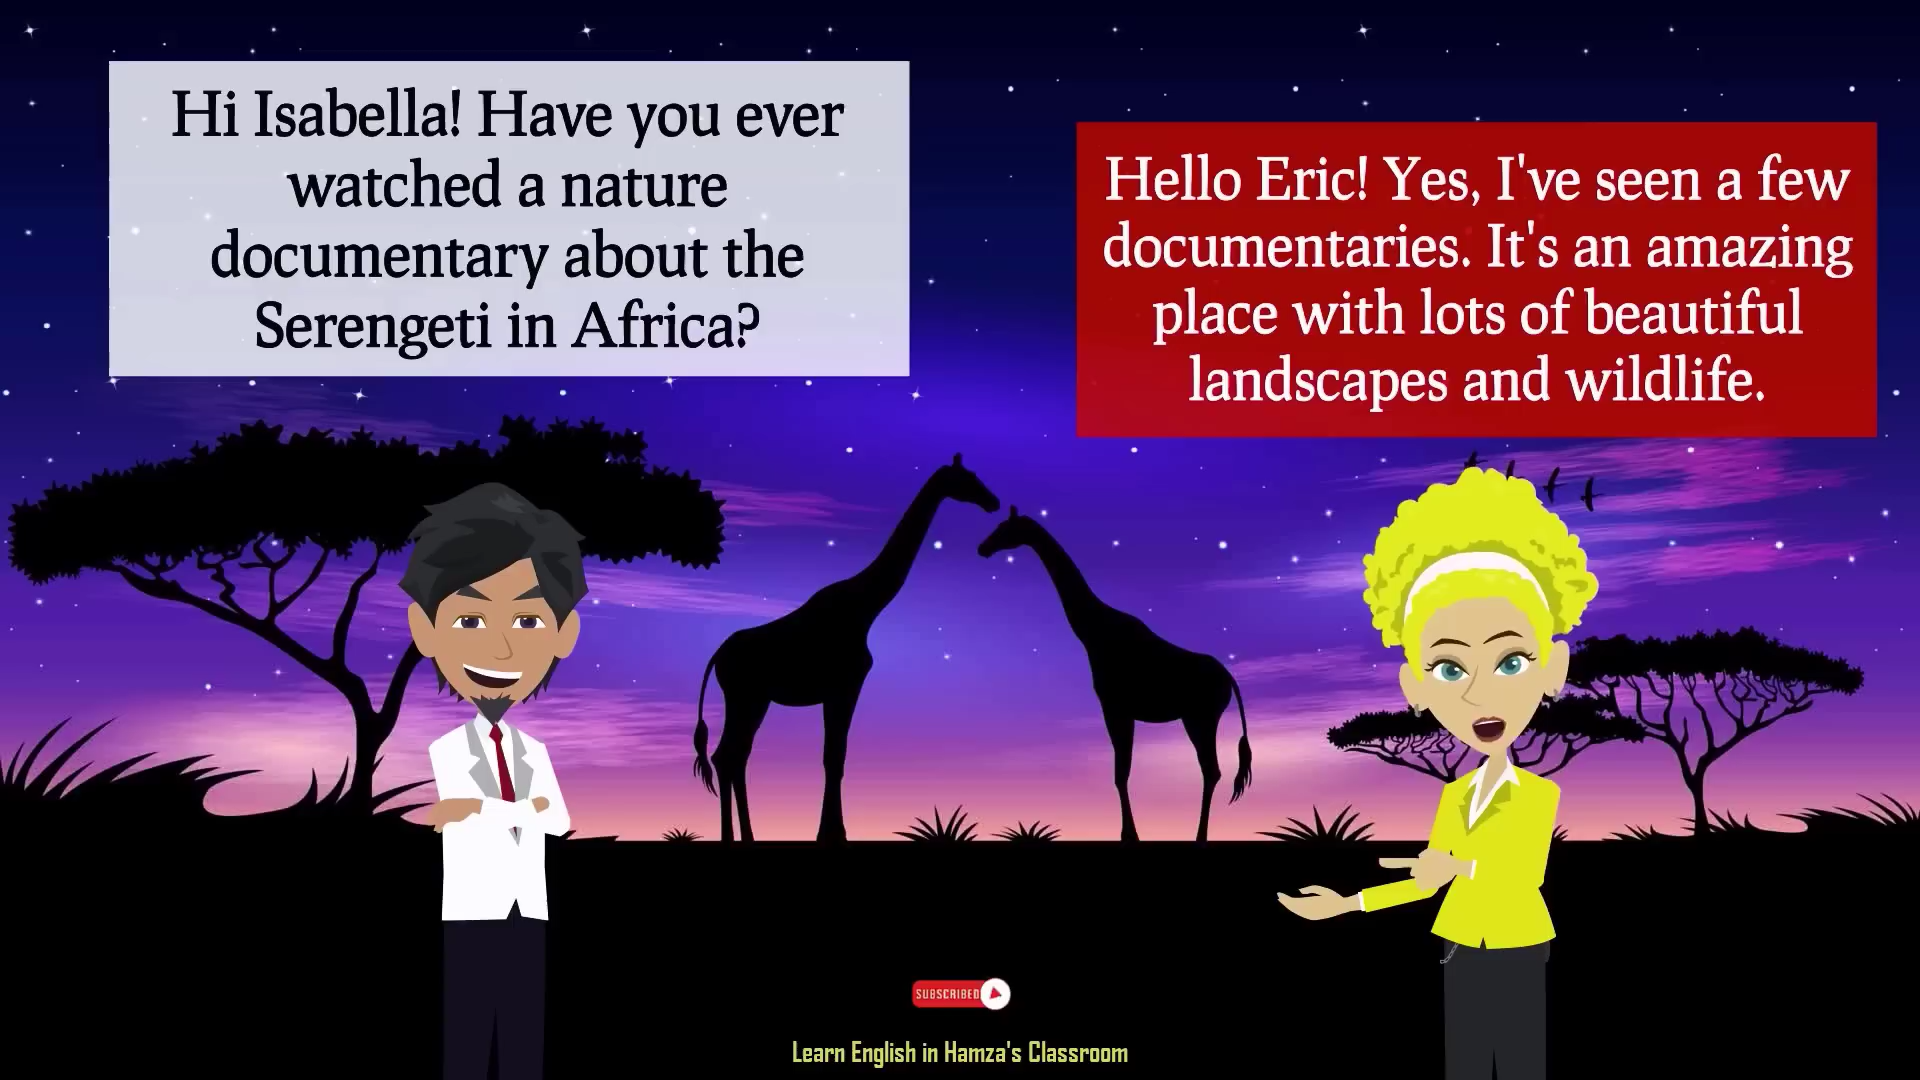 Hi Isabella! Have you ever
watched a nature
documentary about the
Serengeti in Africa?
Hello Eric! Yes, I've seen a few
documentaries. It's an amazing
place with lots of beautiful
landscapes and wildlife.
SUBSCRIBED
Learn English in Hamza's Classroom